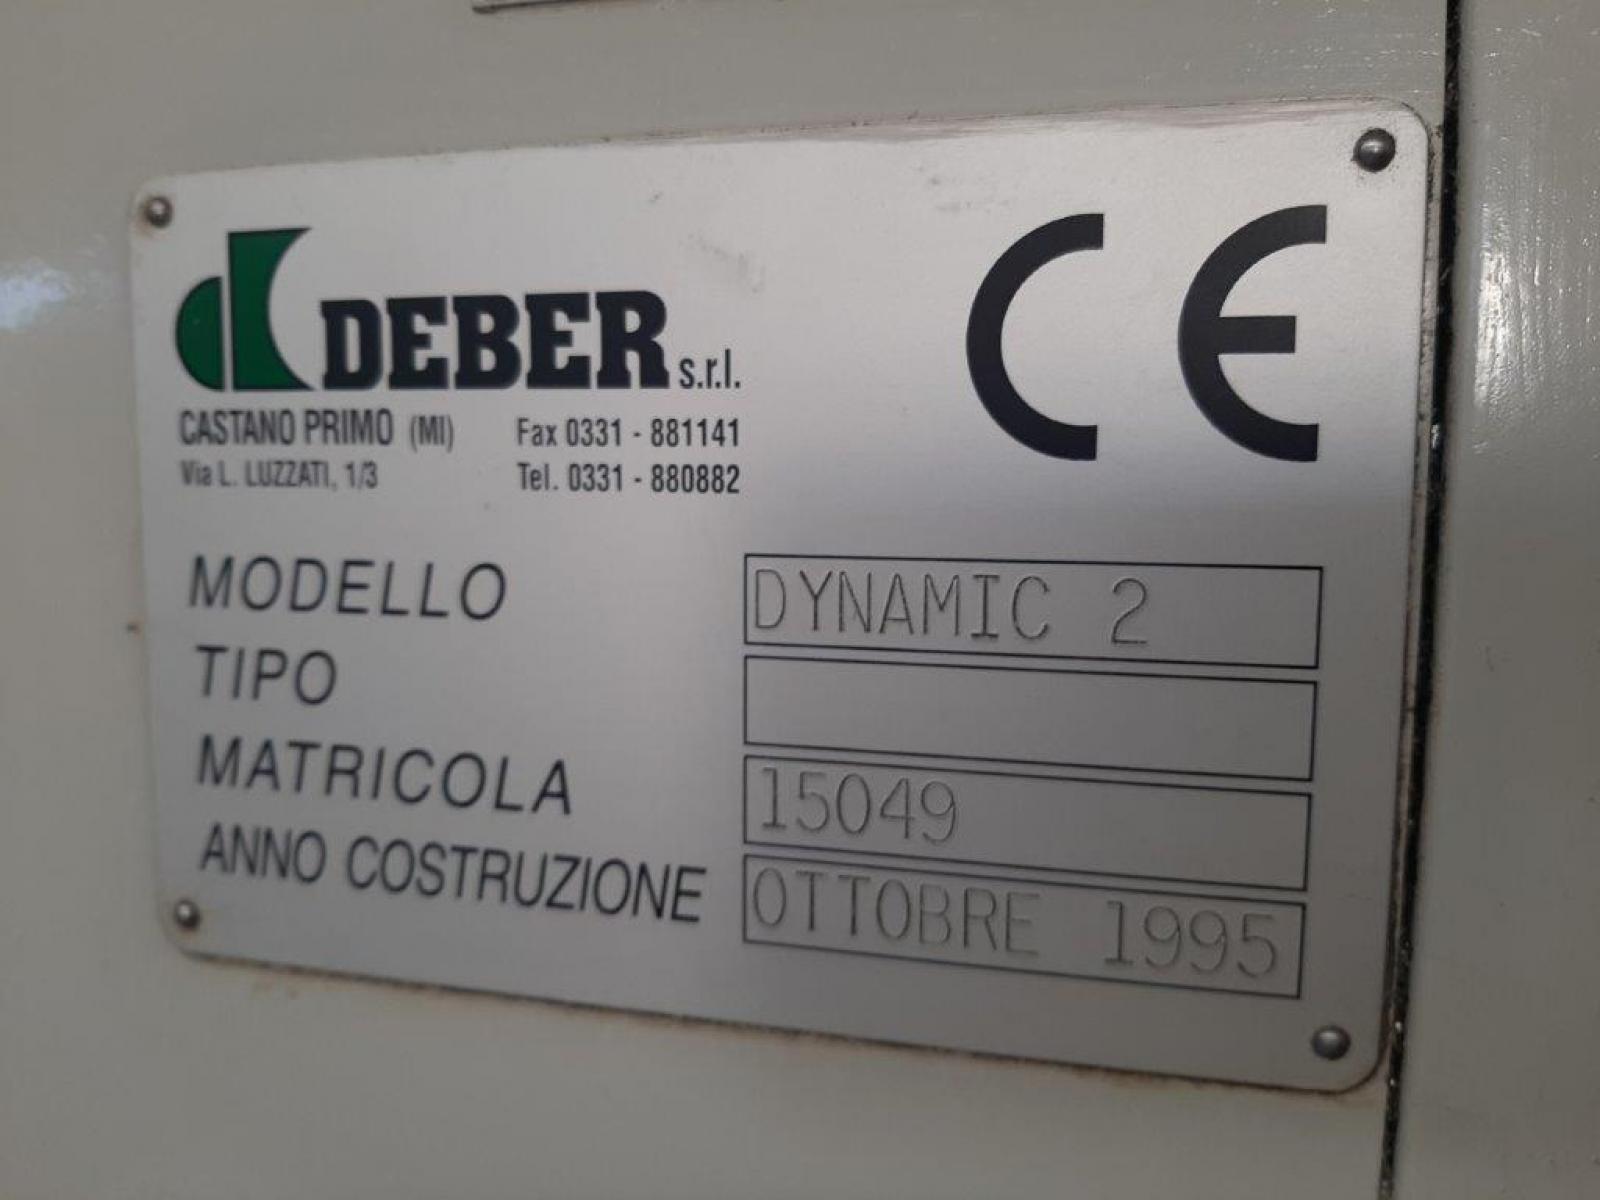 DEBER s.r.l.
CASTANO PRIMO (MI) Fax 0331 - 881141
Via L. LUZZATI, 1/3 Tel. 0331 - 880882
CE
MODELLO DYNAMIC 2
TIPO
MATRICOLA 15049
ANNO COSTRUZIONE OTTOBRE 1995